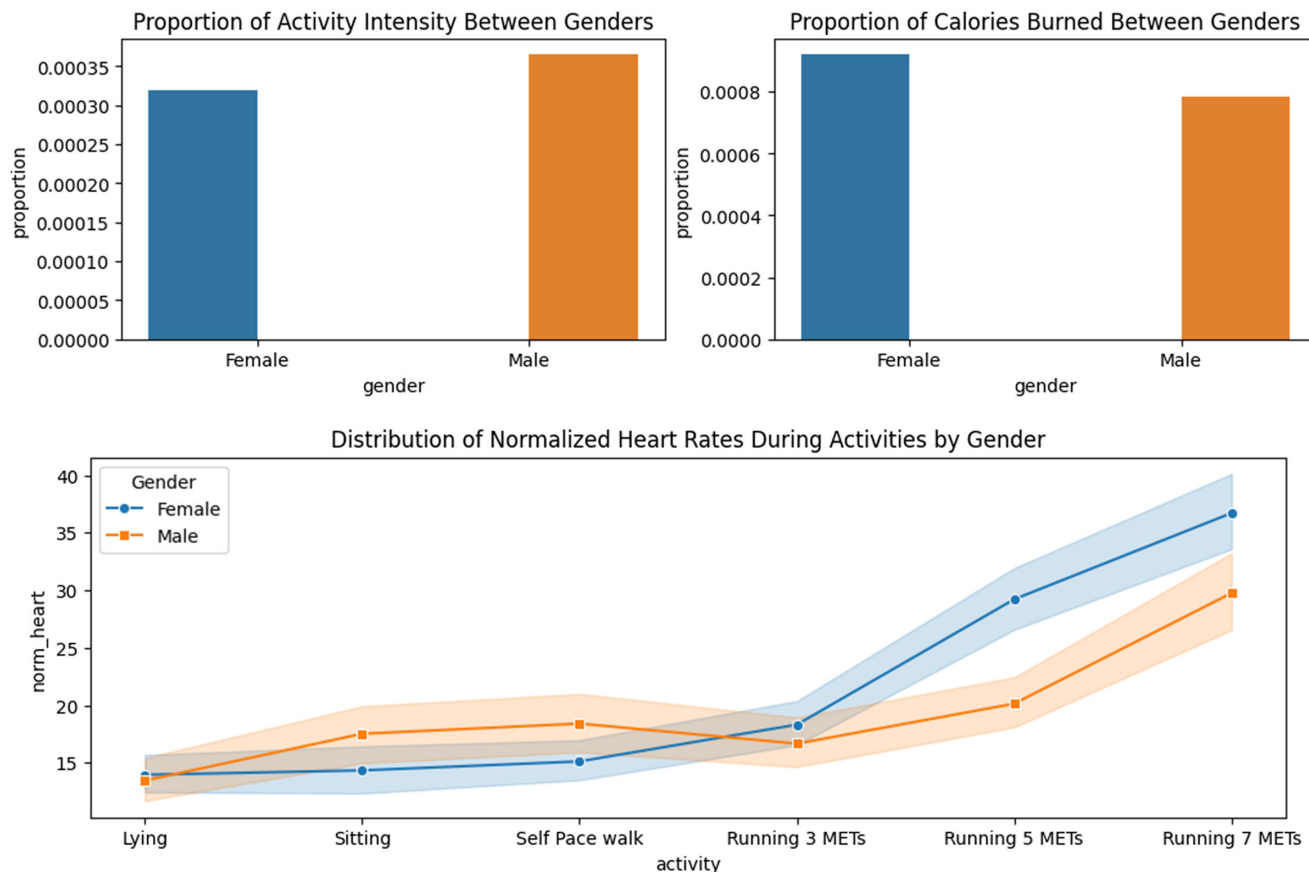 Proportion of Activity Intensity Between Genders
0.00035
0.00030
0.00025
0.00020
0.00015
0.00010
0.00005
0.00000
proportion
Female Male
gender
Proportion of Calories Burned Between Genders
0.0008
0.0006
0.0004
0.0002
0.0000
proportion
Female Male
gender
Distribution of Normalized Heart Rates During Activities by Gender
Gender
Female
Male
40
35
30
25
20
15
norm_heart
Lying Sitting Self Pace walk Running 3 METs Running 5 METs Running 7 METs
activity